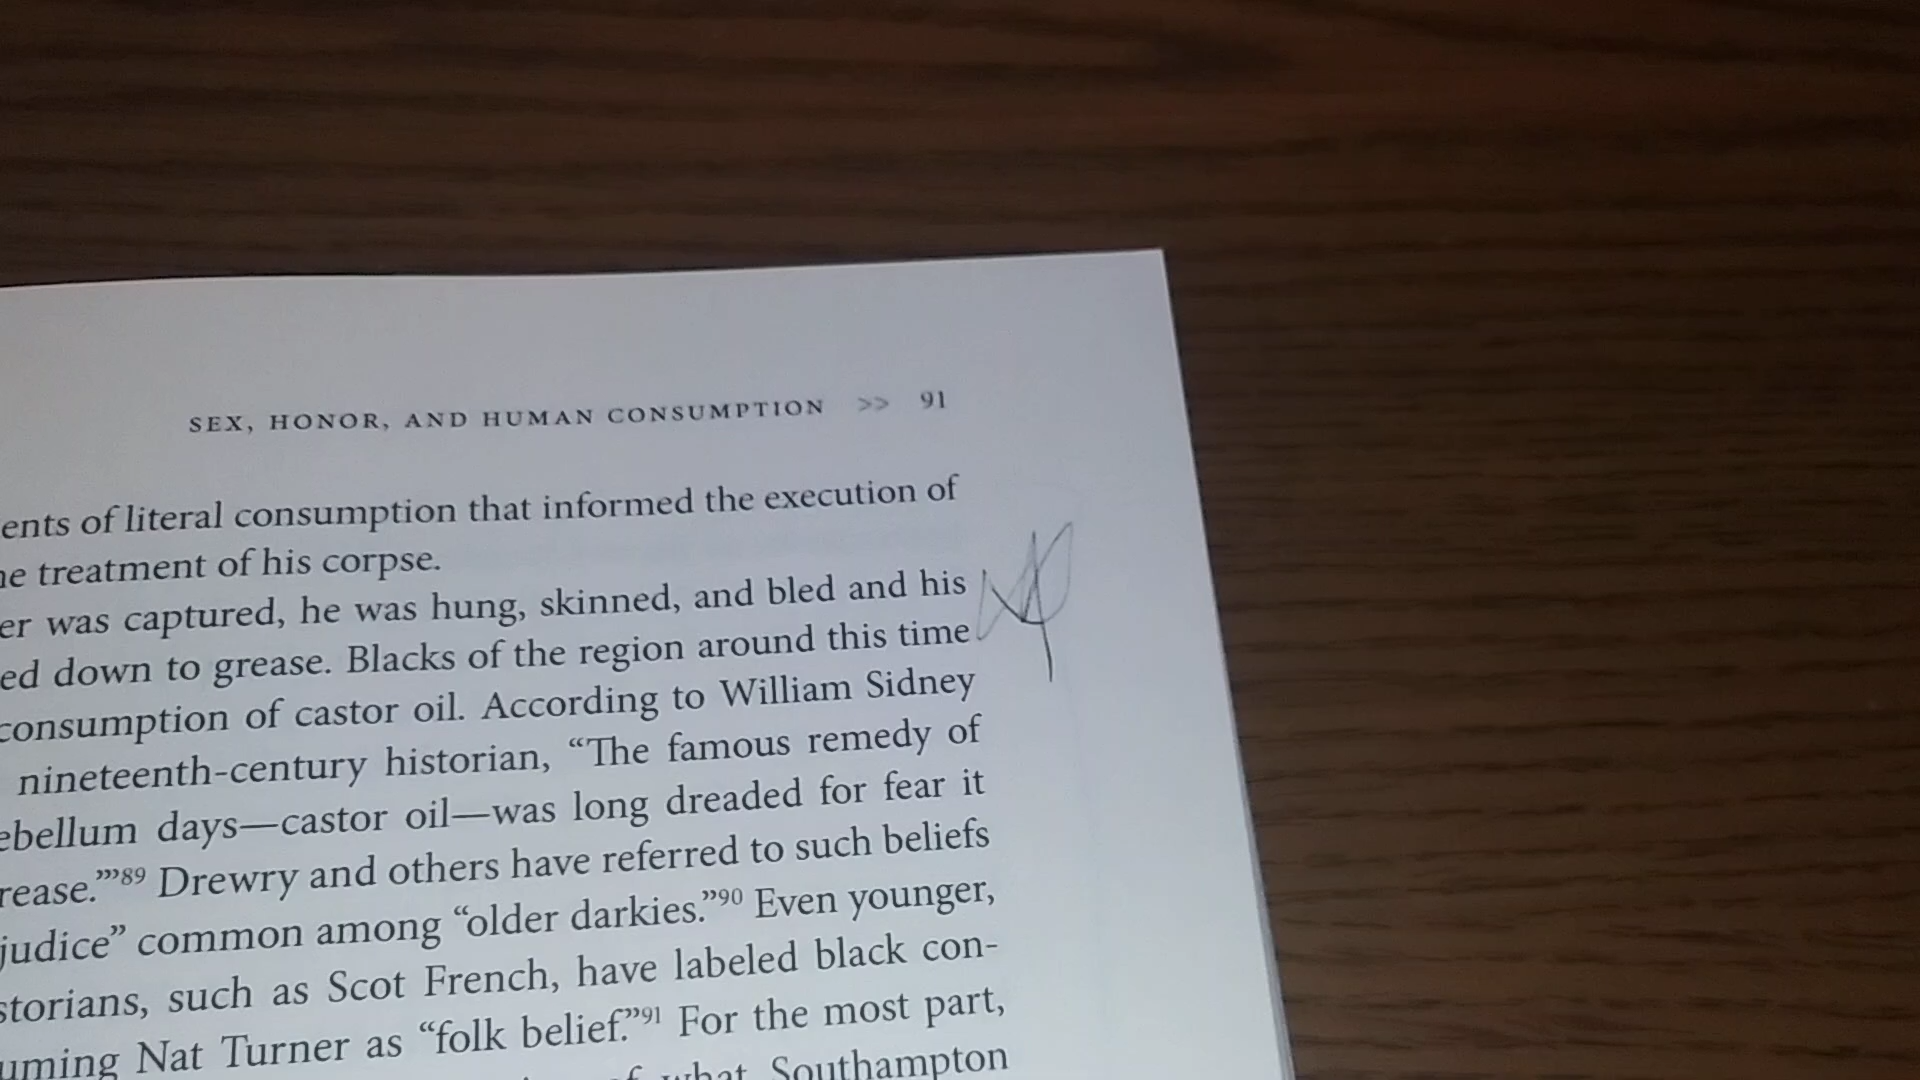 SEX, HONOR, AND HUMAN CONSUMPTION >> 91
ents of literal consumption that informed the execution of
he treatment of his corpse.
er was captured, he was hung, skinned, and bled and his
ed down to grease. Blacks of the region around this time
consumption of castor oil. According to William Sidney
nineteenth-century historian, “The famous remedy of
ebellum days—castor oil—was long dreaded for fear it
rease.’”89 Drewry and others have referred to such beliefs
judice” common among “older darkies.”90 Even younger,
storians, such as Scot French, have labeled black con-
uming Nat Turner as “folk belief.”91 For the most part,
of what Southampton